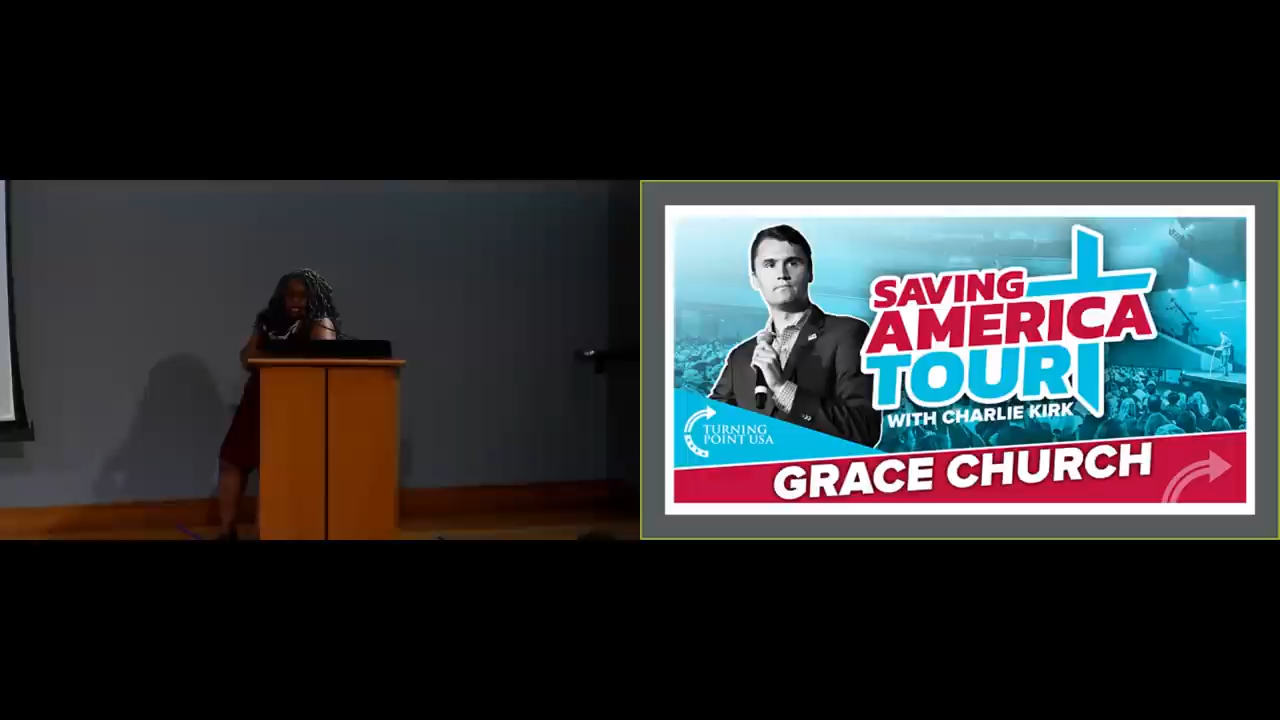 SAVING
AMERICA
TOUR
WITH CHARLIE KIRK
TURNING
POINT USA
GRACE CHURCH